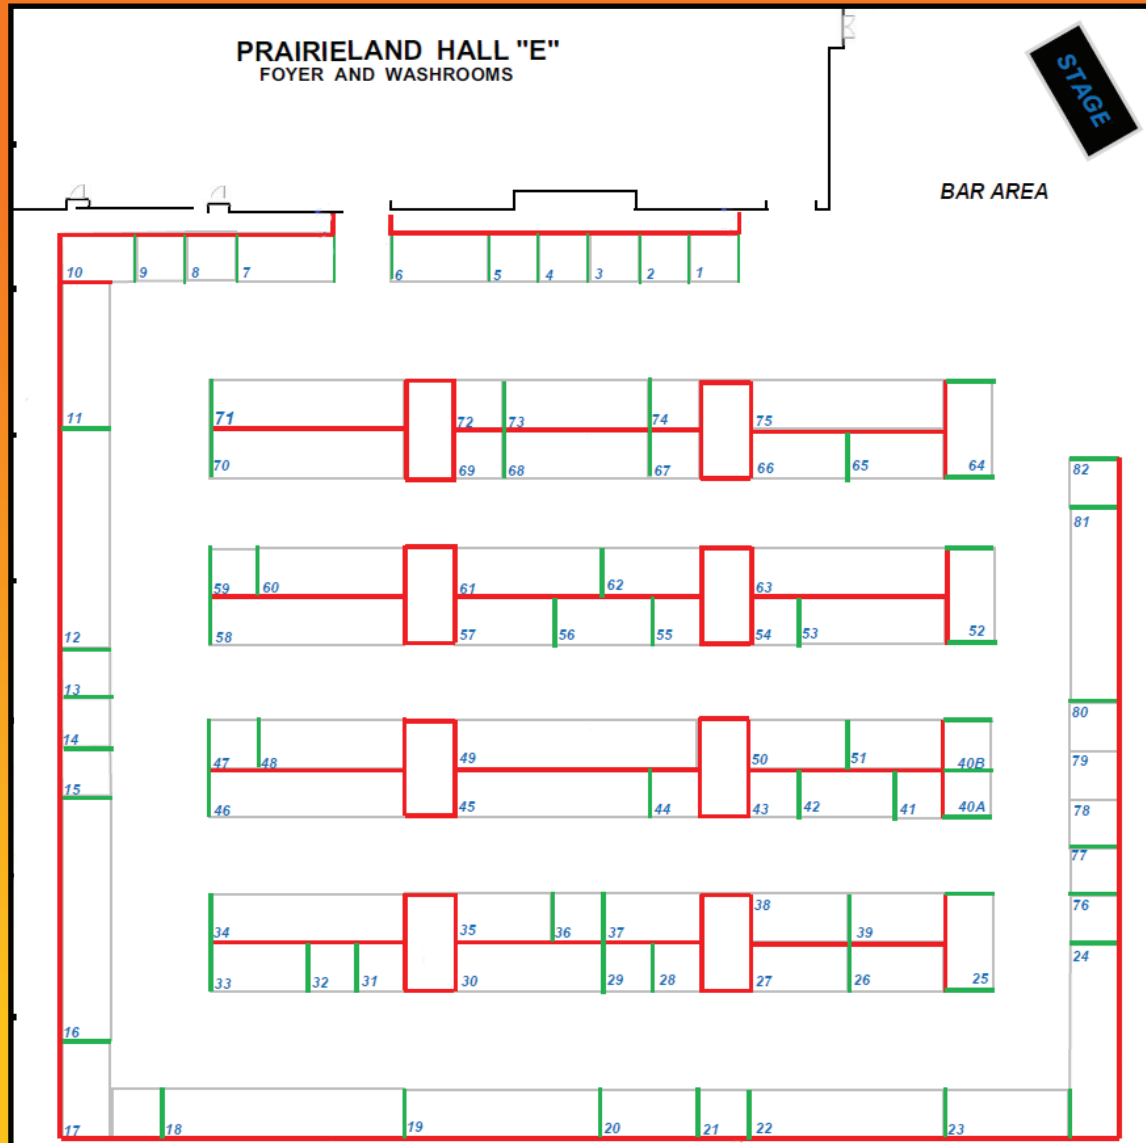 PRAIRIELAND HALL "E"
FOYER AND WASHROOMS
STAGE
BAR AREA
10 9 8 7 6 5 4 3 2 1
11
71 72 73 74 75
70 69 68 67 66 65 64
82
81
59 60 61 62 63
12 58 57 56 55 54 53 52
13
80
14 47 48 49 50 51 40B
79
15
46 45 44 43 42 41 40A
78
77
76
34 35 36 37 38 39
24
33 32 31 30 29 28 27 26 25
16
17 18 19 20 21 22 23